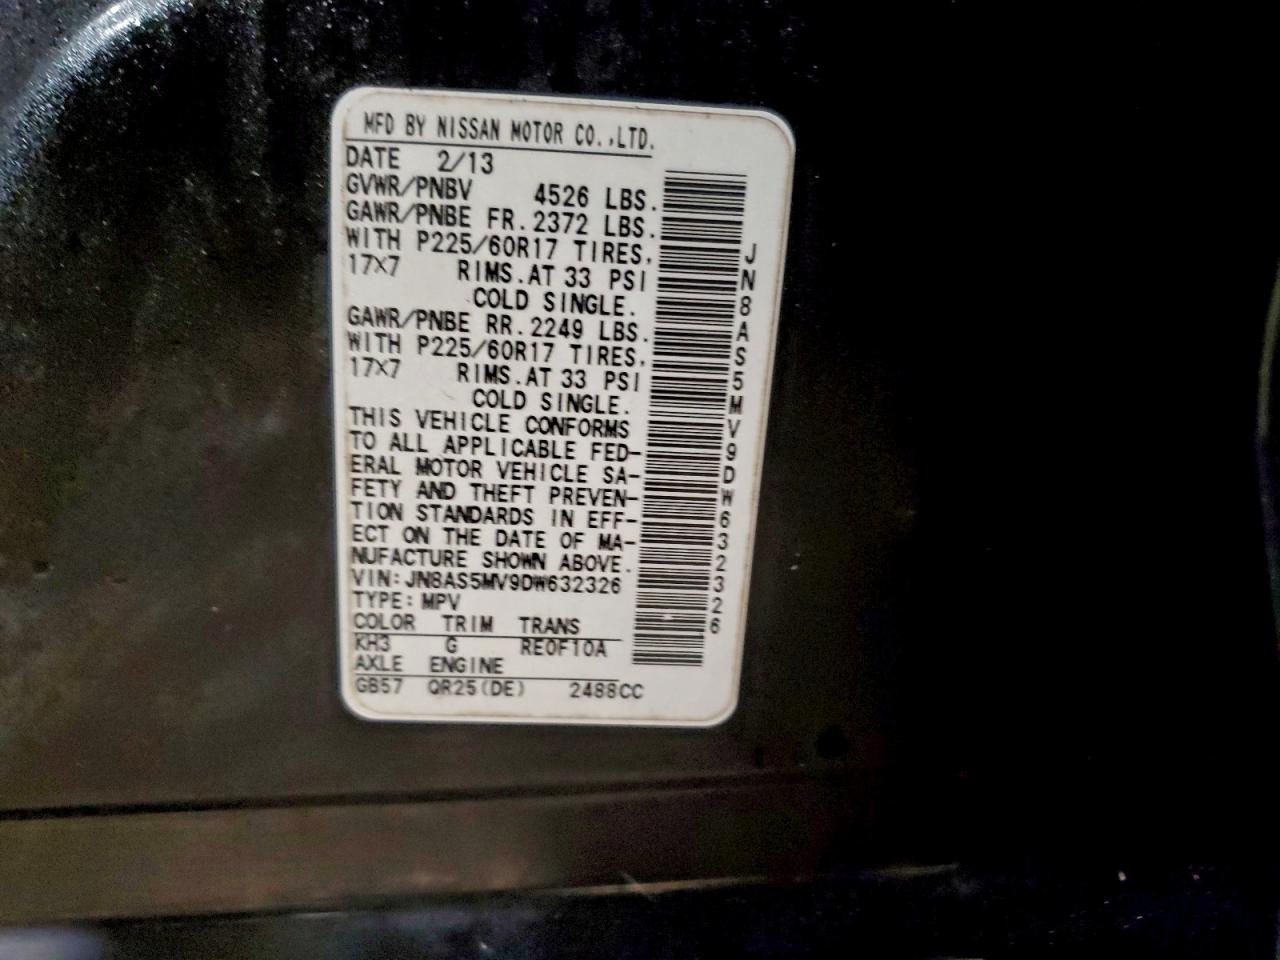 MFD BY NISSAN MOTOR CO.,LTD.
DATE 2/13
GVWR/PNBV 4526 LBS.
GAWR/PNBE FR.2372 LBS.
WITH P225/60R17 TIRES,
17X7 RIMS.AT 33 PSI
COLD SINGLE.
GAWR/PNBE RR.2249 LBS.
WITH P225/60R17 TIRES,
17X7 RIMS.AT 33 PSI
COLD SINGLE.
THIS VEHICLE CONFORMS
TO ALL APPLICABLE FED-
ERAL MOTOR VEHICLE SA-
FETY AND THEFT PREVEN-
TION STANDARDS IN EFF-
ECT ON THE DATE OF MA-
NUFACTURE SHOWN ABOVE.
VIN:JN8AS5MV9DW632326
TYPE:MPV
COLOR TRIM TRANS
KH3 G RE0F10A
AXLE ENGINE
GB57 QR25(DE) 2488CC
JN8AS5MV9DW632326